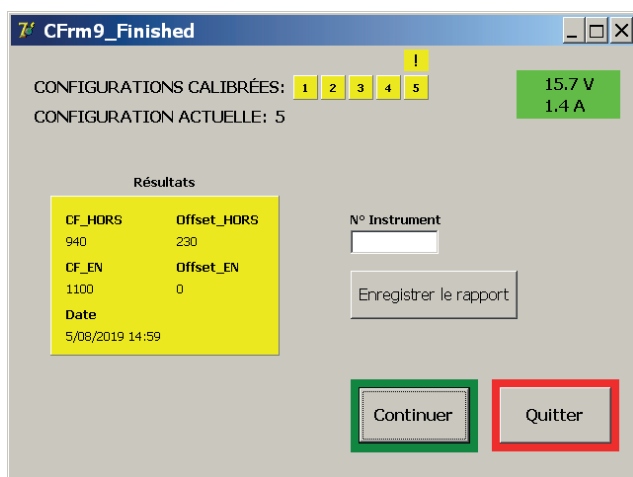 CFrm9_Finished
!
CONFIGURATIONS CALIBRÉES: 1 2 3 4 5
15.7 V
1.4 A
CONFIGURATION ACTUELLE: 5
Résultats
CF_HORS Offset_HORS
940 230
CF_EN Offset_EN
1100 0
Date
5/08/2019 14:59
N° Instrument
Enregistrer le rapport
Continuer
Quitter